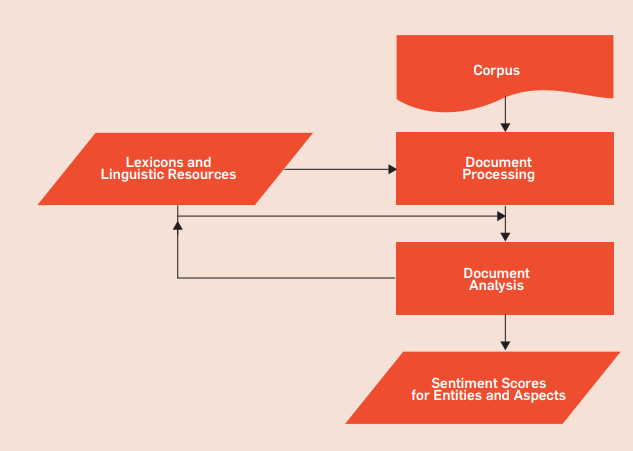 Corpus
Lexicons and
Linguistic Resources
Document
Processing
Document
Analysis
Sentiment Scores
for Entities and Aspects